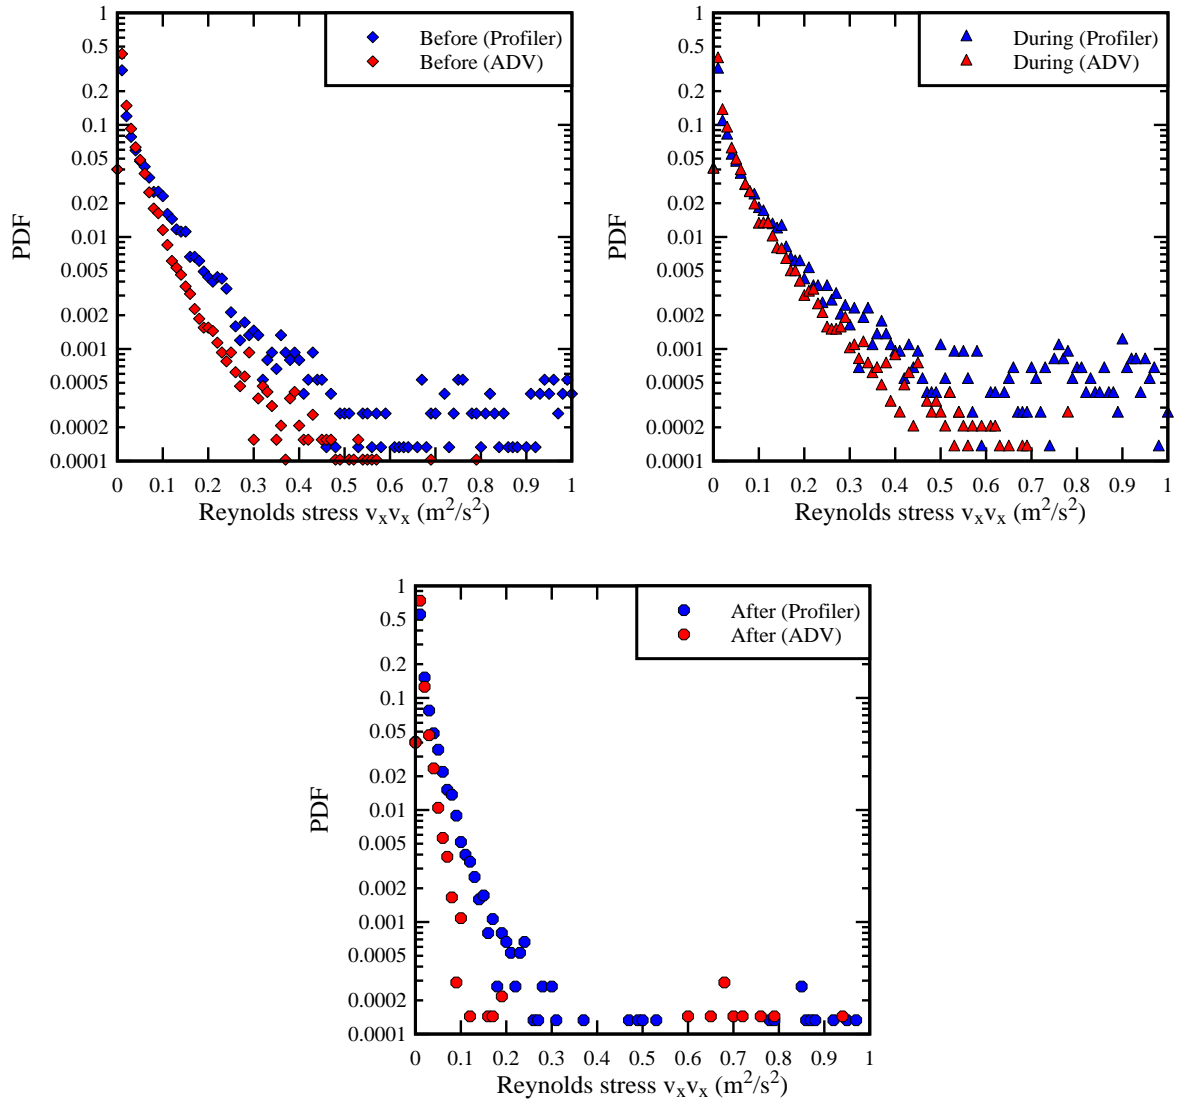 1
0.5
0.2
0.1
0.05
0.02
0.01
0.005
0.002
0.001
0.0005
0.0002
0.0001
PDF
Before (Profiler)
Before (ADV)
0 0.1 0.2 0.3 0.4 0.5 0.6 0.7 0.8 0.9 1
Reynolds stress vxvx (m2/s2)
1
0.5
0.2
0.1
0.05
0.02
0.01
0.005
0.002
0.001
0.0005
0.0002
0.0001
PDF
During (Profiler)
During (ADV)
0 0.1 0.2 0.3 0.4 0.5 0.6 0.7 0.8 0.9 1
Reynolds stress vxvx (m2/s2)
1
0.5
0.2
0.1
0.05
0.02
0.01
0.005
0.002
0.001
0.0005
0.0002
0.0001
PDF
After (Profiler)
After (ADV)
0 0.1 0.2 0.3 0.4 0.5 0.6 0.7 0.8 0.9 1
Reynolds stress vxvx (m2/s2)